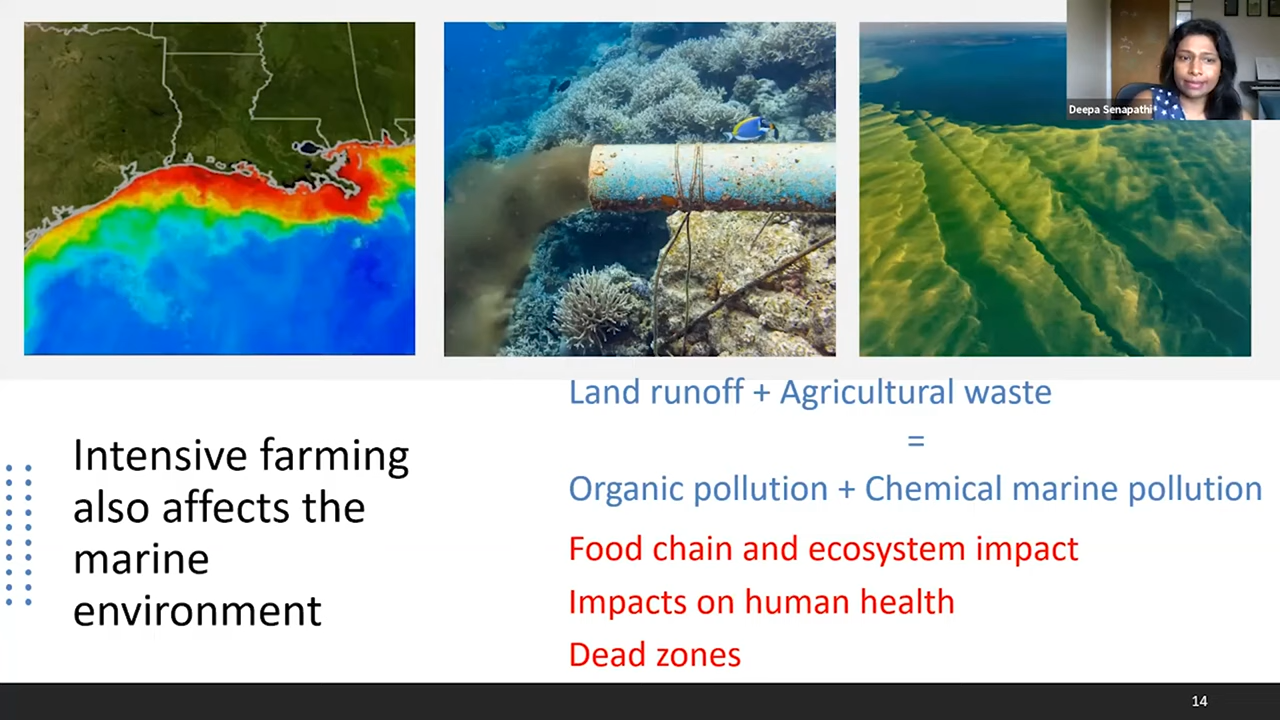 Deepa Senapathi
Land runoff + Agricultural waste
=
Organic pollution + Chemical marine pollution
Intensive farming
also affects the
marine
environment
Food chain and ecosystem impact
Impacts on human health
Dead zones
14